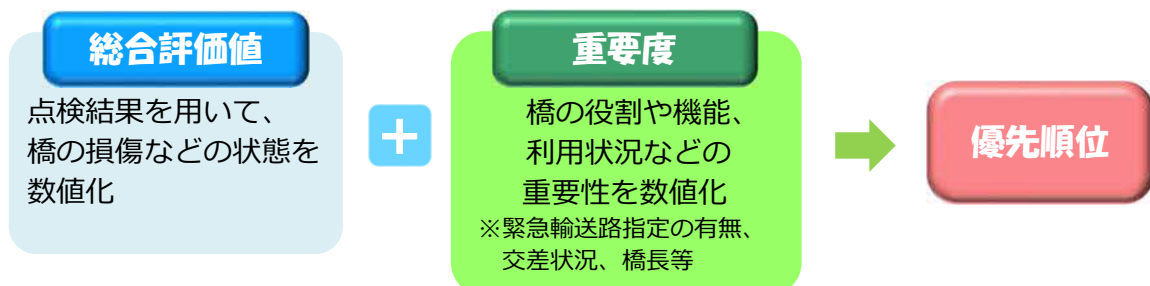 総合評価値
点検結果を用いて、
橋の損傷などの状態を
数値化
+
重要度
橋の役割や機能、
利用状況などの
重要性を数値化
※緊急輸送路指定の有無、
交差状況、橋長等
優先順位